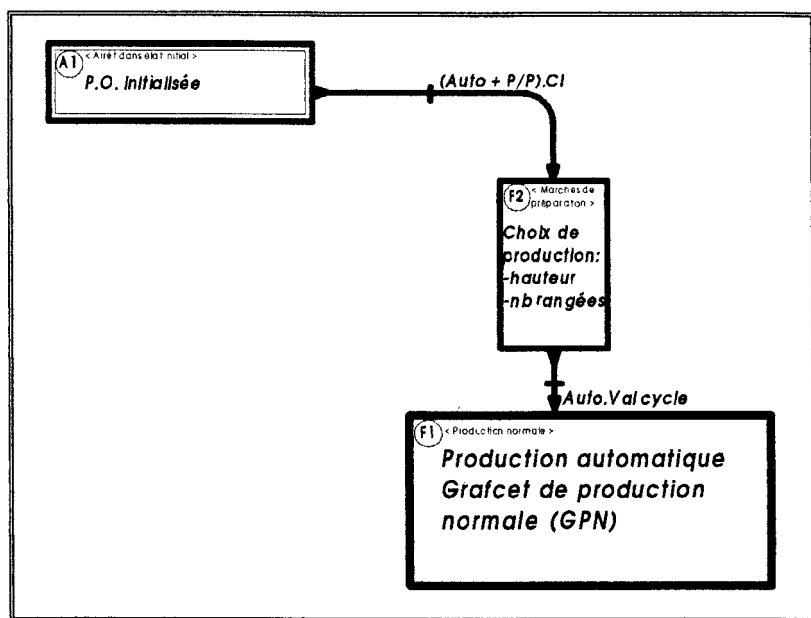 A1 < Arrêt dans état initial >
P.O. Initialisée
(Auto + P/P).CI
F2 < Marches de
préparaton >
Choix de
production:
-hauteur
-nb rangées
Auto.Val cycle
F1 < Production normale >
Production automatique
Grafcet de production
normale (GPN)